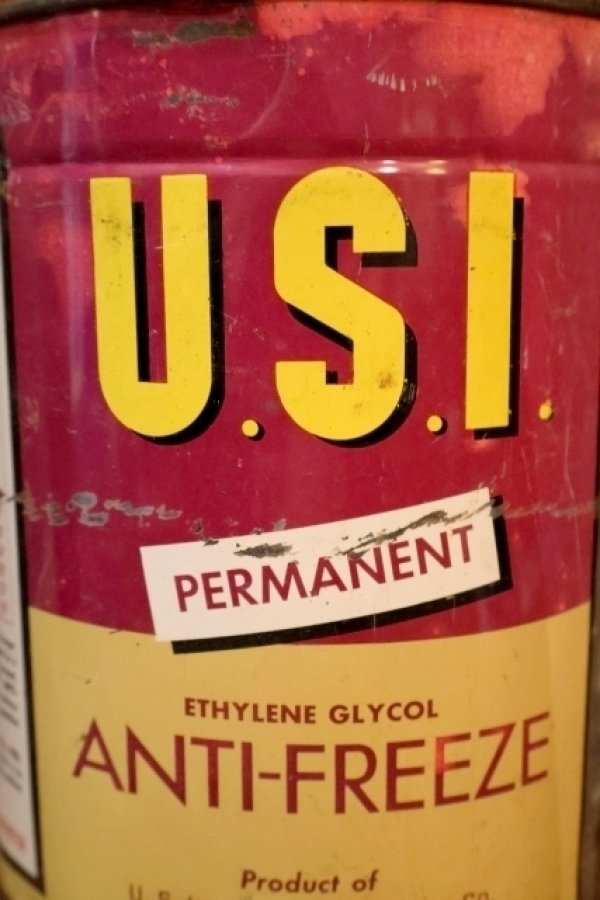 U.S.I.
PERMANENT
ETHYLENE GLYCOL
ANTI-FREEZE
Product of